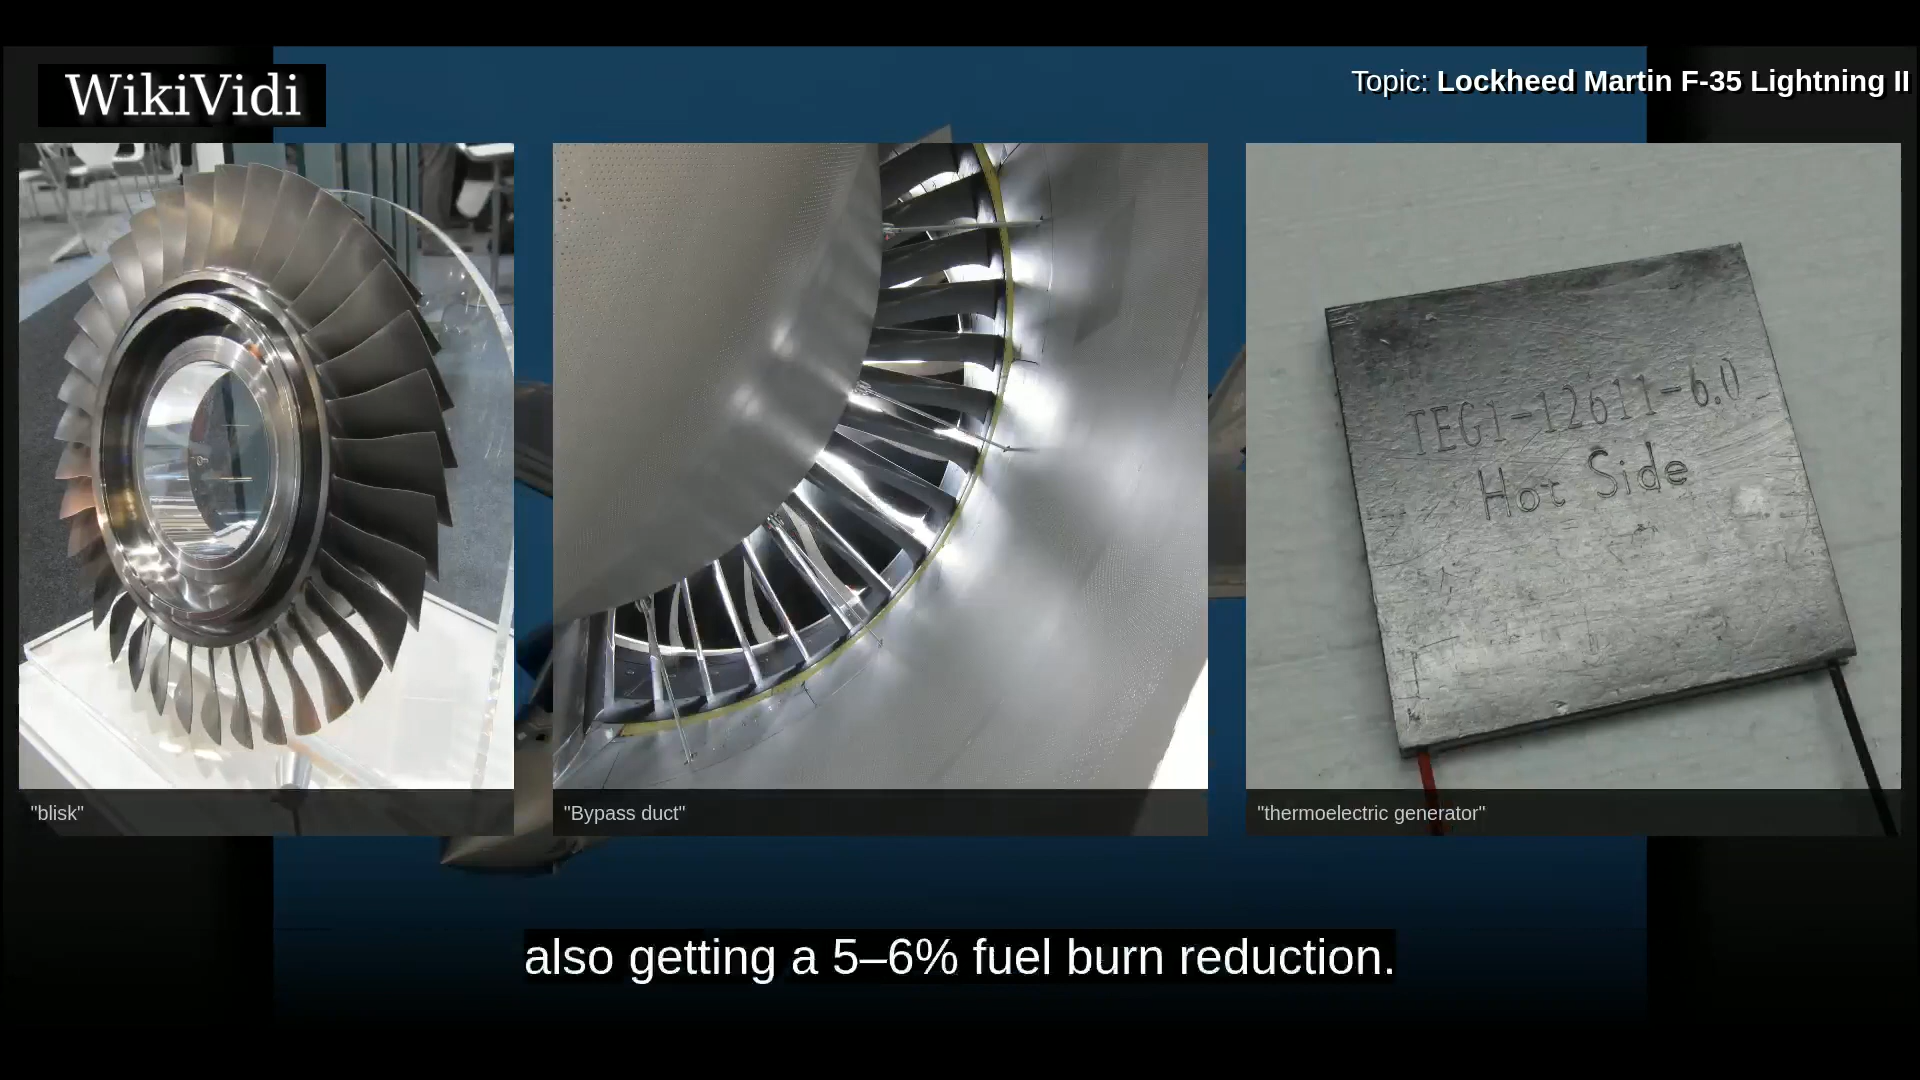 WikiVidi
Topic: Lockheed Martin F-35 Lightning II
TEG1-12611-6.0
Hot Side
"blisk"
"Bypass duct"
"thermoelectric generator"
also getting a 5–6% fuel burn reduction.